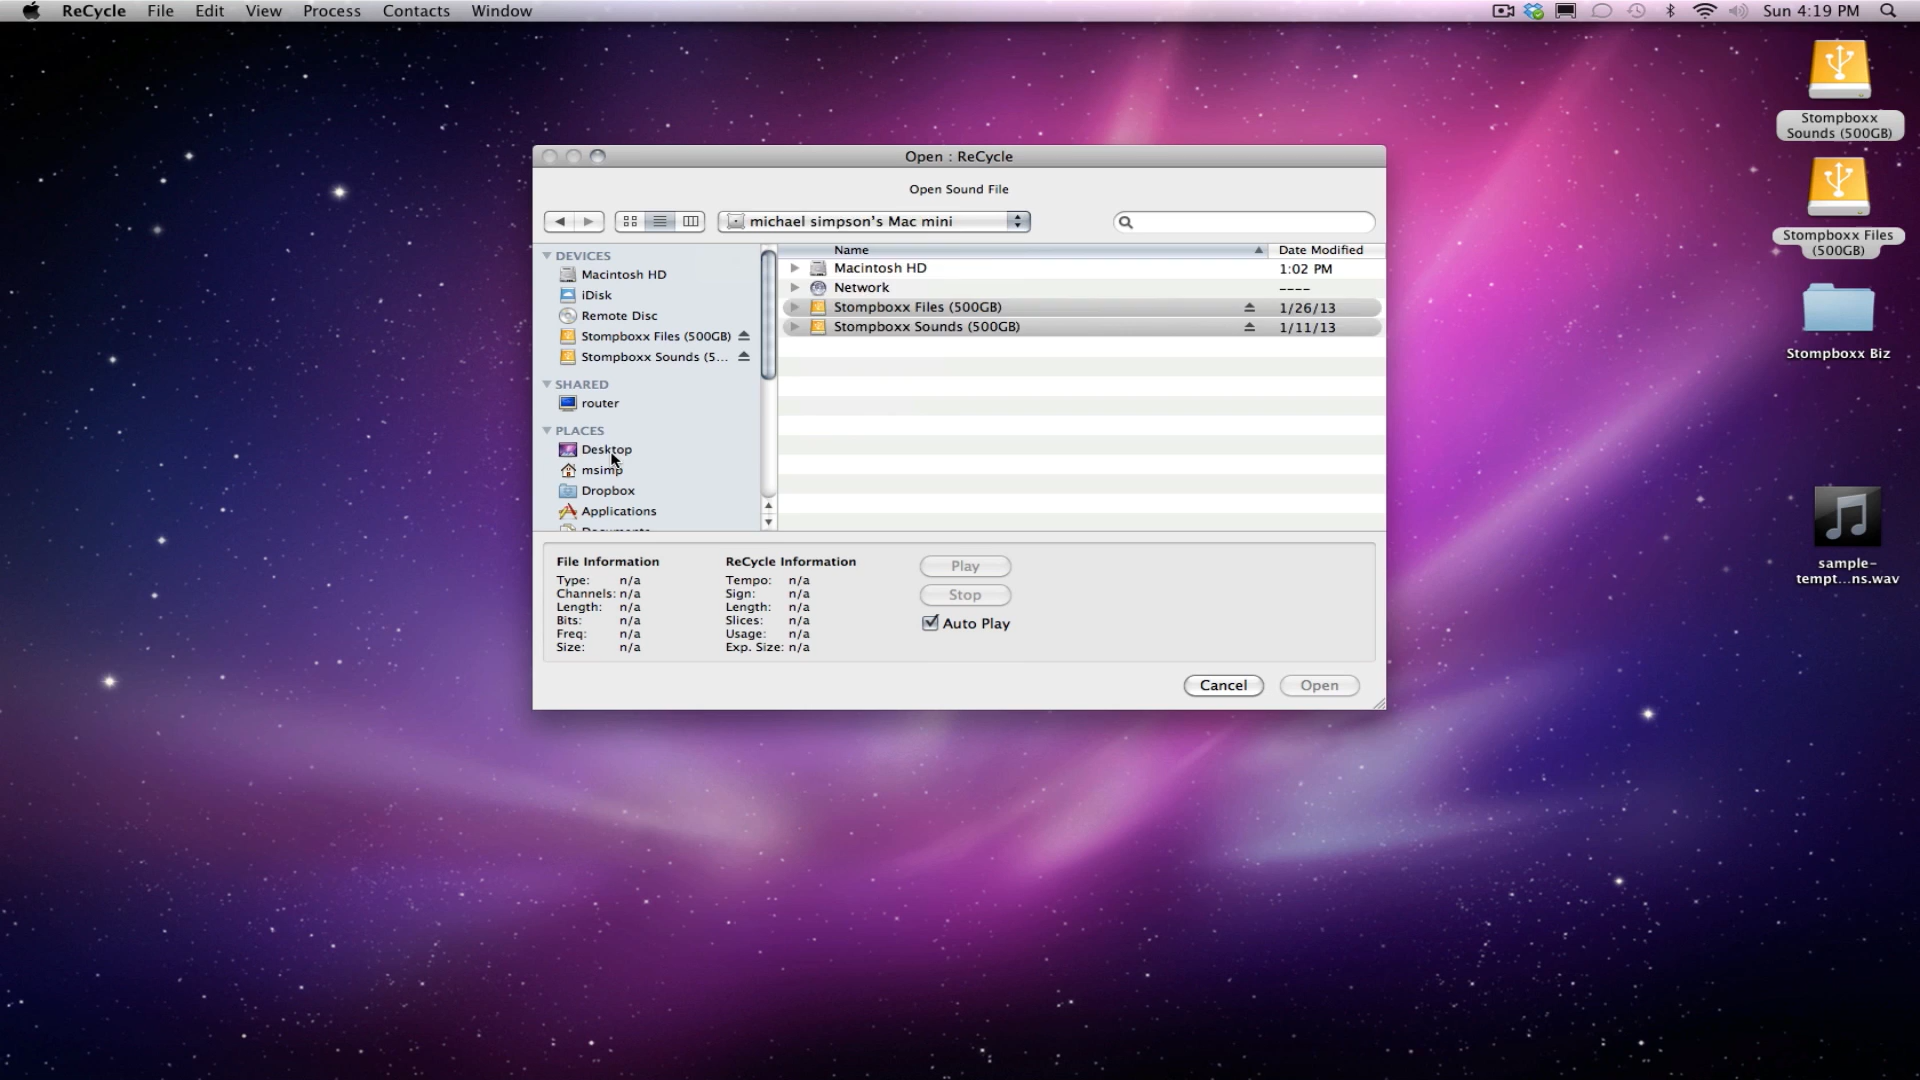 ReCycle File Edit View Process Contacts Window
Sun 4:19 PM
Open : ReCycle
Open Sound File
michael simpson's Mac mini
DEVICES
Macintosh HD
iDisk
Remote Disc
Stompboxx Files (500GB)
Stompboxx Sounds (5...
SHARED
router
PLACES
Desktop
msimp
Dropbox
Applications
Name Date Modified
Macintosh HD 1:02 PM
Network ----
Stompboxx Files (500GB) 1/26/13
Stompboxx Sounds (500GB) 1/11/13
File Information
Type: n/a
Channels: n/a
Length: n/a
Bits: n/a
Freq: n/a
Size: n/a
ReCycle Information
Tempo: n/a
Sign: n/a
Length: n/a
Slices: n/a
Usage: n/a
Exp. Size: n/a
Play
Stop
Auto Play
Cancel
Open
Stompboxx
Sounds (500GB)
Stompboxx Files
(500GB)
Stompboxx Biz
sample-
tempt...ns.wav